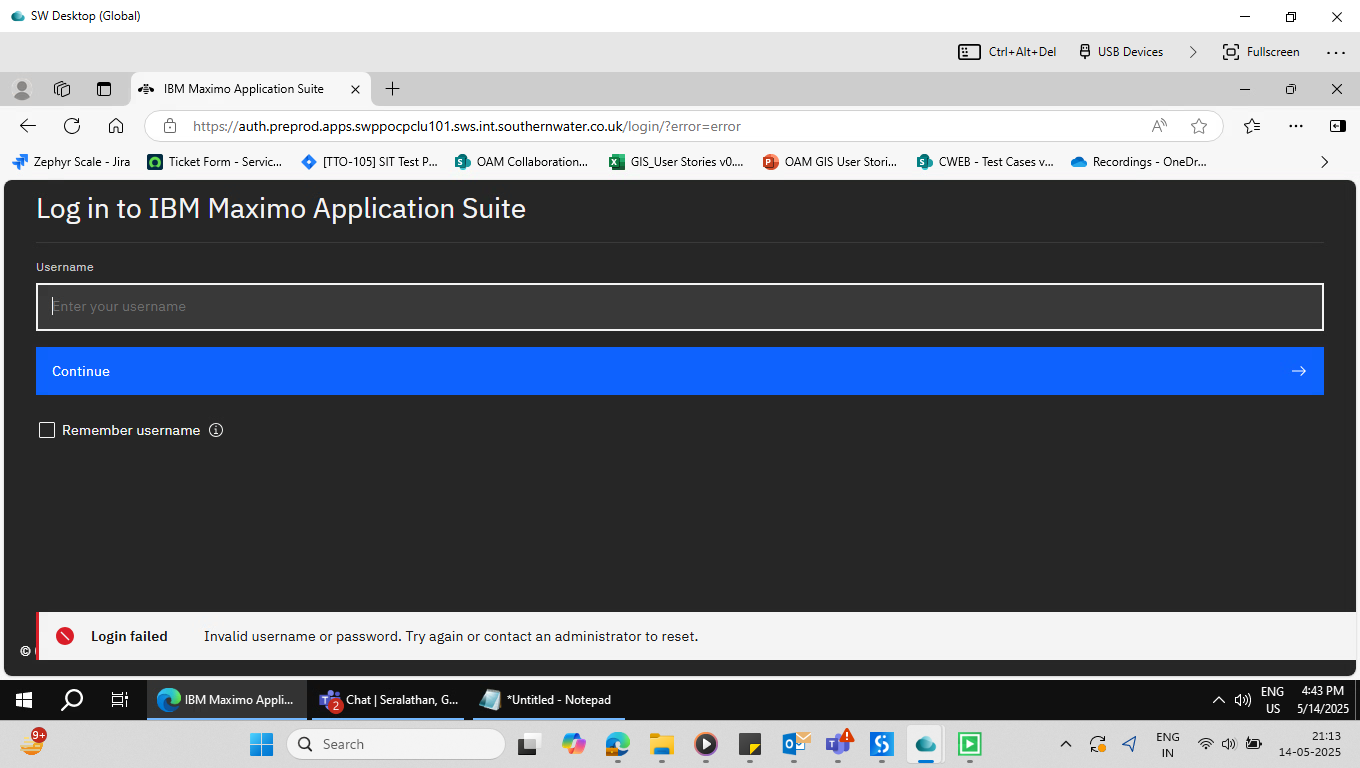 SW Desktop (Global)
Ctrl+Alt+Del
USB Devices
Fullscreen
IBM Maximo Application Suite
https://auth.preprod.apps.swppocpclu101.sws.int.southernwater.co.uk/login/?error=error
Zephyr Scale - Jira
Ticket Form - Servic...
[TTO-105] SIT Test P...
OAM Collaboration...
GIS_User Stories v0....
OAM GIS User Stori...
CWEB - Test Cases v...
Recordings - OneDr...
Log in to IBM Maximo Application Suite
Username
Enter your username
Continue
Remember username
Login failed
Invalid username or password. Try again or contact an administrator to reset.
©
IBM Maximo Appli...
2
Chat | Seralathan, G...
*Untitled - Notepad
ENG
US
4:43 PM
5/14/2025
9+
Search
ENG
IN
21:13
14-05-2025